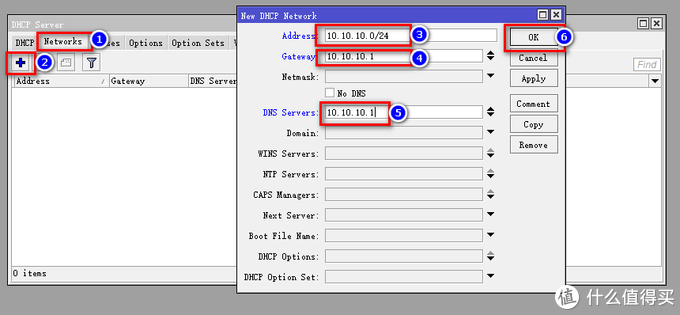 DHCP Server
DHCP Networks Options Option Sets
Address Gateway DNS Server
Find
0 items
New DHCP Network
Address: 10.10.10.0/24
Gateway 10.10.10.1
Netmask:
No DNS
DNS Servers: 10.10.10.1
Domain:
WINS Servers:
NTP Servers:
CAPS Managers:
Next Server:
Boot File Name:
DHCP Options:
DHCP Option Set:
OK
Cancel
Apply
Comment
Copy
Remove
1
2
3
4
5
6
值 什么值得买